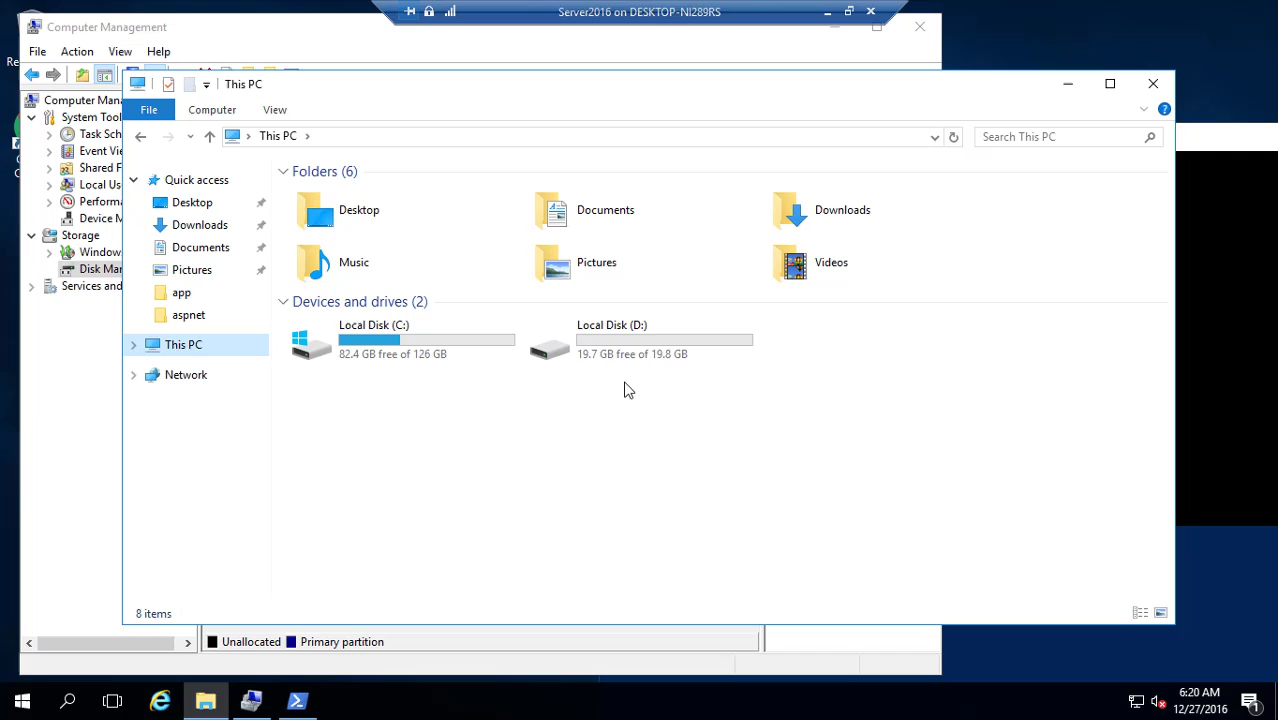 Server2016 on DESKTOP-NI289RS
Computer Management
File Action View Help
This PC
Computer Mana
System Tool
Task Sch
Event Vie
Shared F
Local Us
Performa
Device M
Storage
Window
Disk Man
Services and
File Computer View
This PC
Search This PC
Quick access
Desktop
Downloads
Documents
Pictures
app
aspnet
This PC
Network
Folders (6)
Desktop
Documents
Downloads
Music
Pictures
Videos
Devices and drives (2)
Local Disk (C:)
82.4 GB free of 126 GB
Local Disk (D:)
19.7 GB free of 19.8 GB
8 items
Unallocated Primary partition
6:20 AM
12/27/2016
1